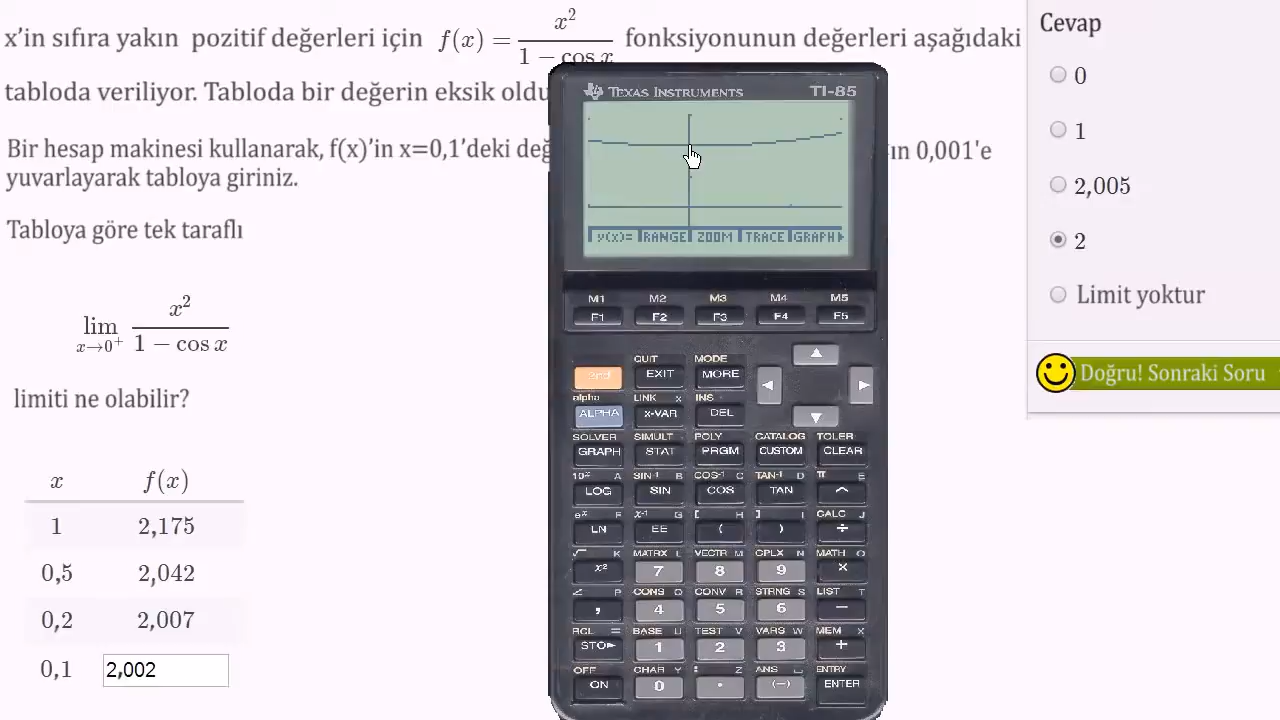 x'in sıfıra yakın pozitif değerleri için f(x) = x²/(1 − cos x) fonksiyonunun değerleri aşağıdaki
tabloda veriliyor. Tabloda bir değerin eksik
Bir hesap makinesi kullanarak, f(x)'in x=0,1'deki 0,001'e
yuvarlayarak tabloya giriniz.
Tabloya göre tek taraflı
lim x→0⁺ x²/(1 − cos x)
limiti ne olabilir?
x f(x)
1 2,175
0,5 2,042
0,2 2,007
0,1 2,002
Cevap
0
1
2,005
2
Limit yoktur
Doğru! Sonraki Soru
TEXAS INSTRUMENTS TI-85
y(x)= RANGE ZOOM TRACE GRAPH
M1 M2 M3 M4 M5
F1 F2 F3 F4 F5
QUIT MODE
2nd EXIT MORE
alpha LINK x INS
ALPHA x-VAR DEL
SOLVER SIMULT POLY CATALOG TOLER
GRAPH STAT PRGM CUSTOM CLEAR
10ˣ A SIN⁻¹ B COS⁻¹ C TAN⁻¹ D π E
LOG SIN COS TAN ^
eˣ F x⁻¹ G [ H ] I CALC J
LN EE ( ) ÷
√ K MATRX L VECTR M CPLX N MATH O
x² 7 8 9 ×
∠ P CONS Q CONV R STRNG S LIST T
, 4 5 6 −
RCL = BASE U TEST V VARS W MEM X
STO► 1 2 3 +
OFF CHAR Y : Z ANS ␣ ENTRY
ON 0 . (−) ENTER